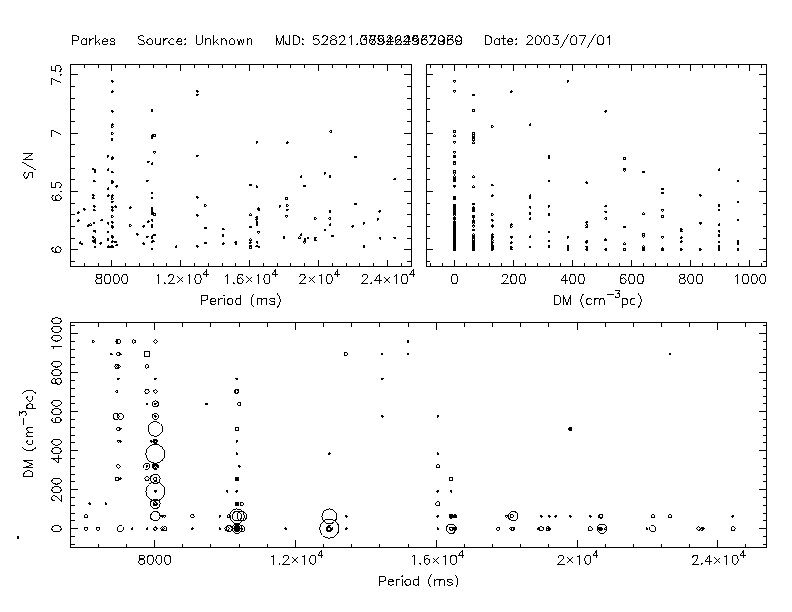 Parkes Source: Unknown MJD: 52821. Date: 2003/07/01
7.5
7
6.5
6
S/N
8000 1.2×10⁴ 1.6×10⁴ 2×10⁴ 2.4×10⁴
Period (ms)
0 200 400 600 800 1000
DM (cm⁻³pc)
1000
800
600
400
200
0
DM (cm⁻³pc)
8000 1.2×10⁴ 1.6×10⁴ 2×10⁴ 2.4×10⁴
Period (ms)